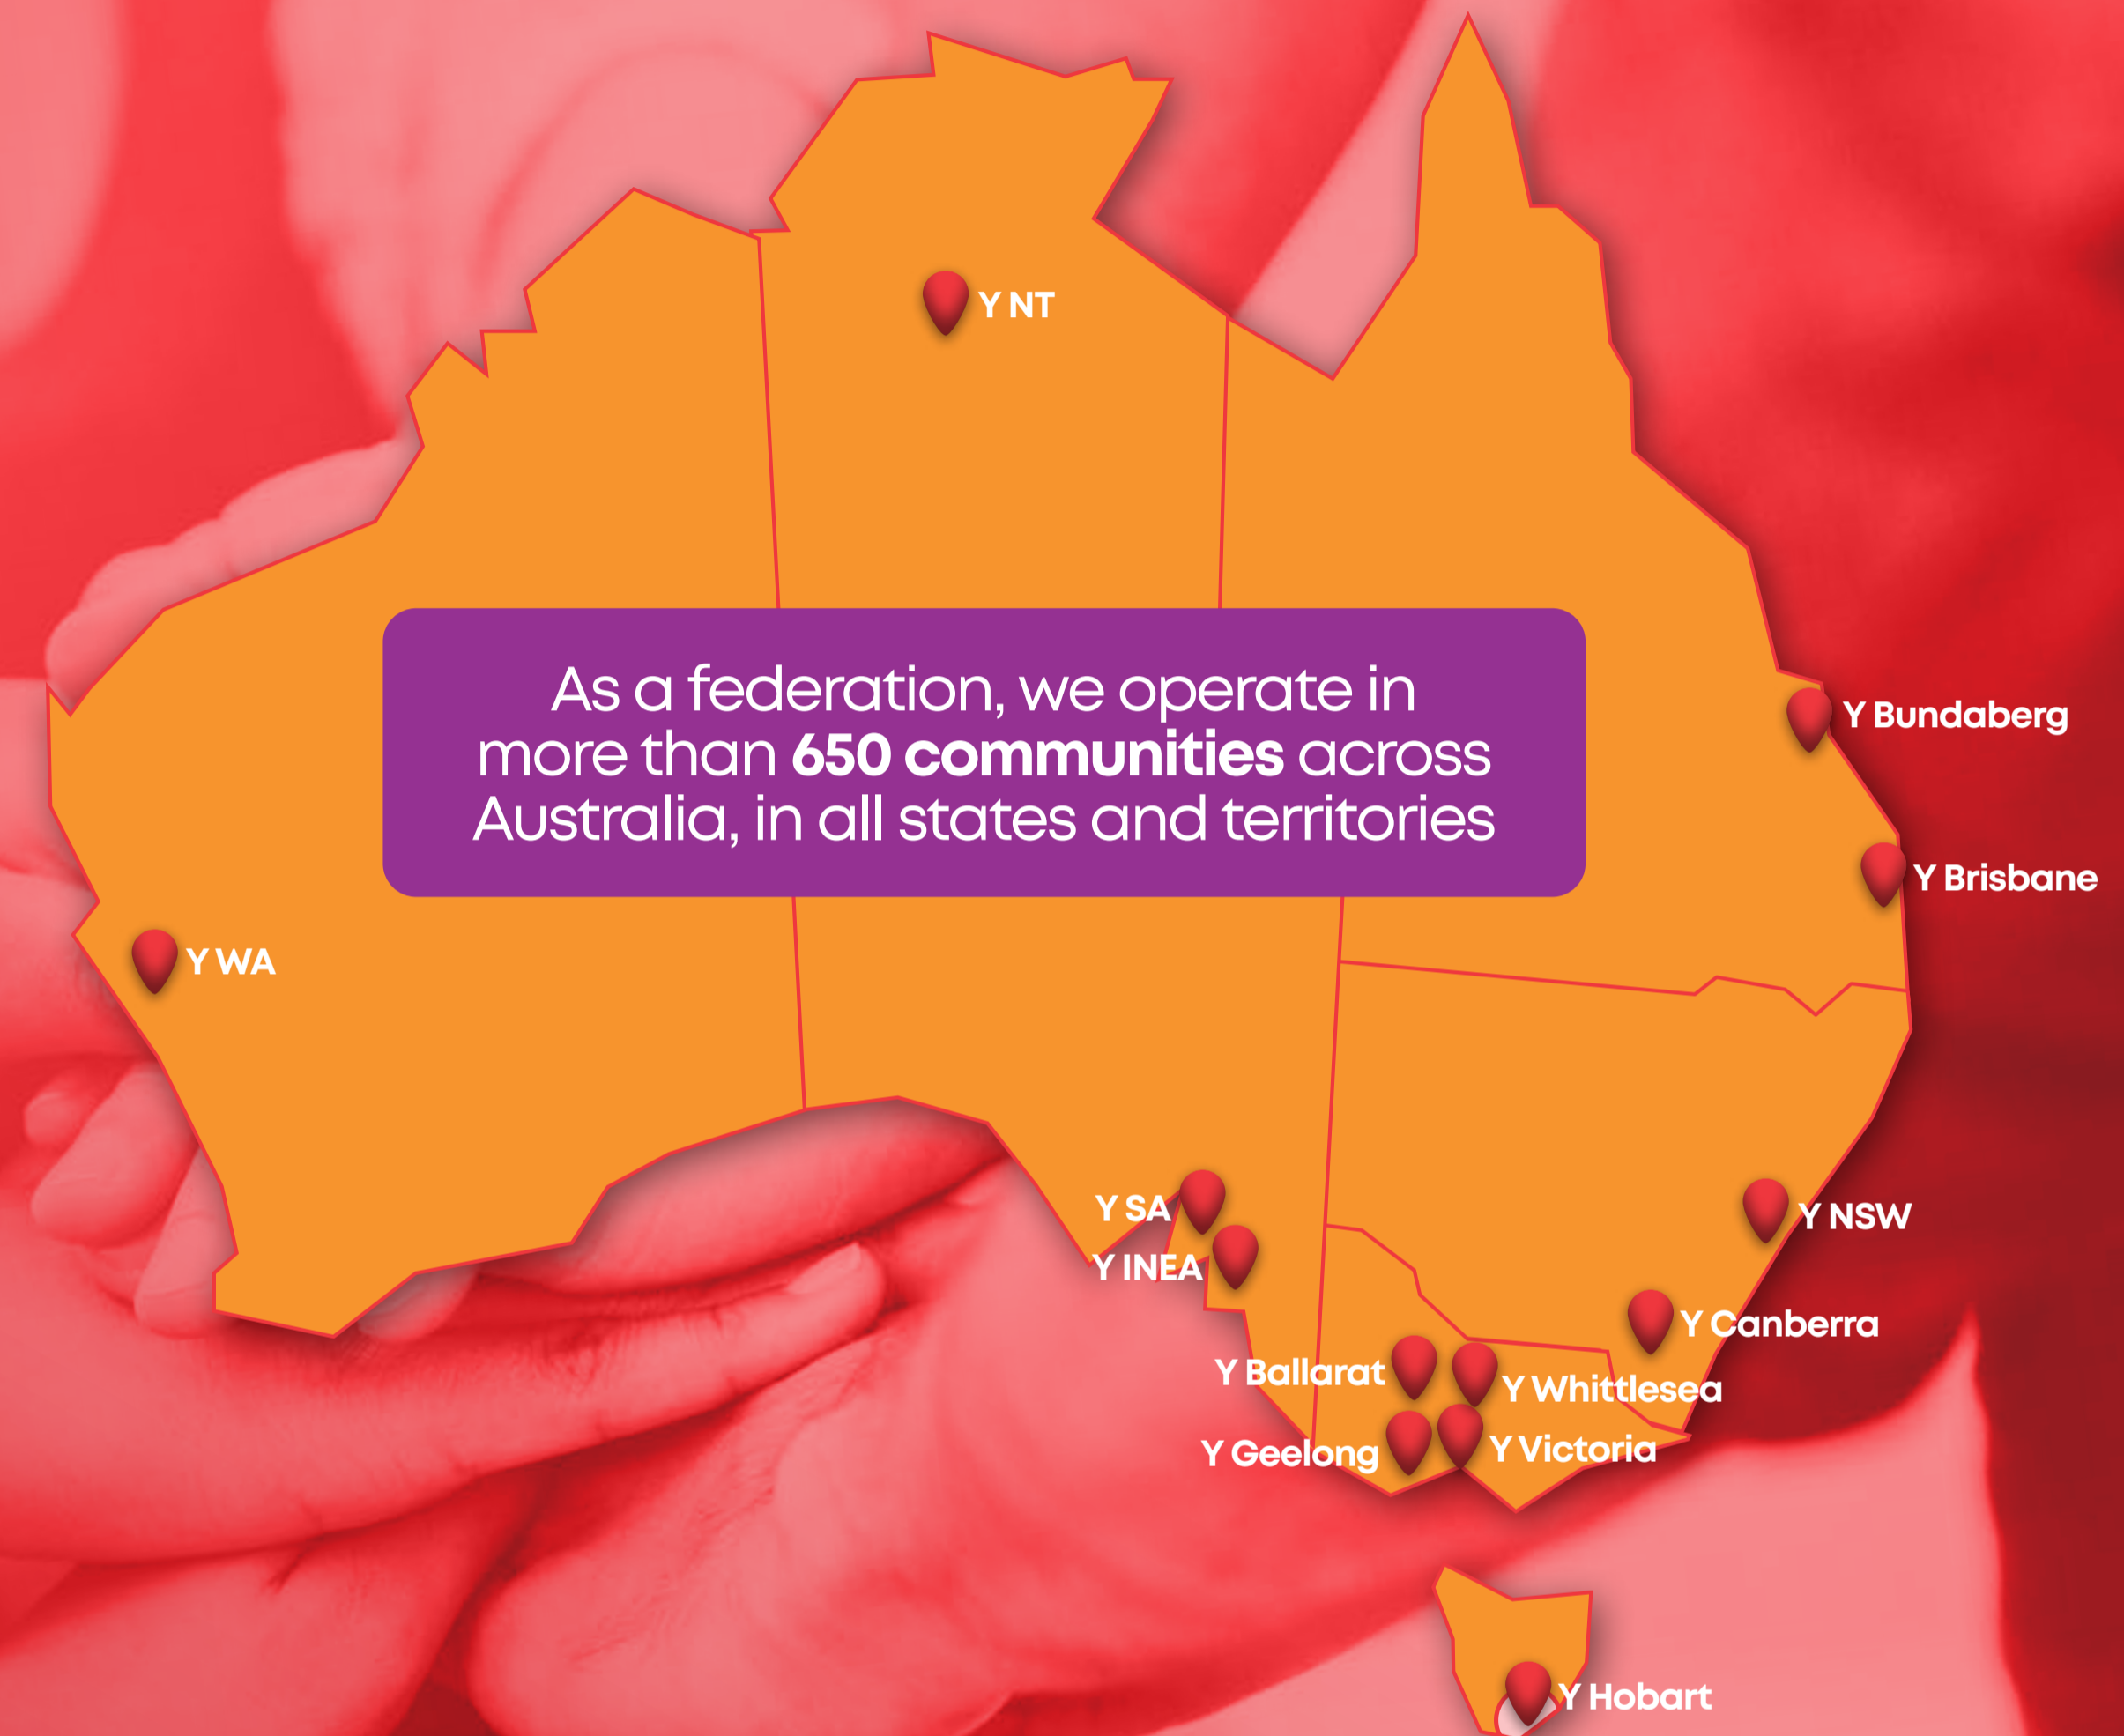 Y NT
As a federation, we operate in
more than 650 communities across
Australia, in all states and territories
Y Bundaberg
Y Brisbane
Y WA
Y SA
Y NSW
Y INEA
Y Canberra
Y Ballarat
Y Whittlesea
Y Geelong
Y Victoria
Y Hobart